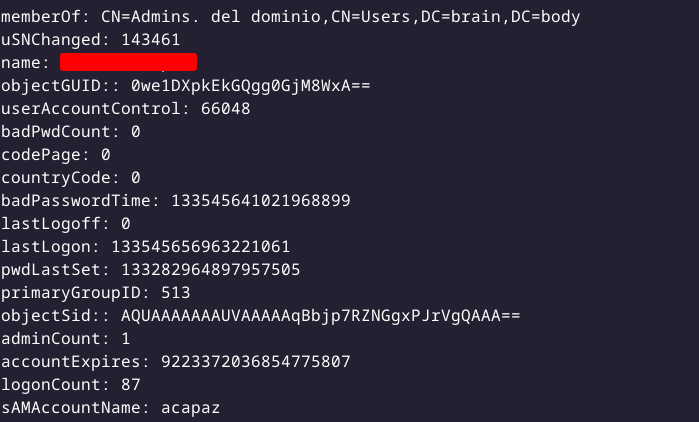 memberOf: CN=Admins. del dominio,CN=Users,DC=brain,DC=body
uSNChanged: 143461
name:
objectGUID:: 0we1DXpkEkGQgg0GjM8WxA==
userAccountControl: 66048
badPwdCount: 0
codePage: 0
countryCode: 0
badPasswordTime: 133545641021968899
lastLogoff: 0
lastLogon: 133545656963221061
pwdLastSet: 133282964897957505
primaryGroupID: 513
objectSid:: AQUAAAAAAAUVAAAAAqBbjp7RZNGgxPJrVgQAAA==
adminCount: 1
accountExpires: 9223372036854775807
logonCount: 87
sAMAccountName: acapaz